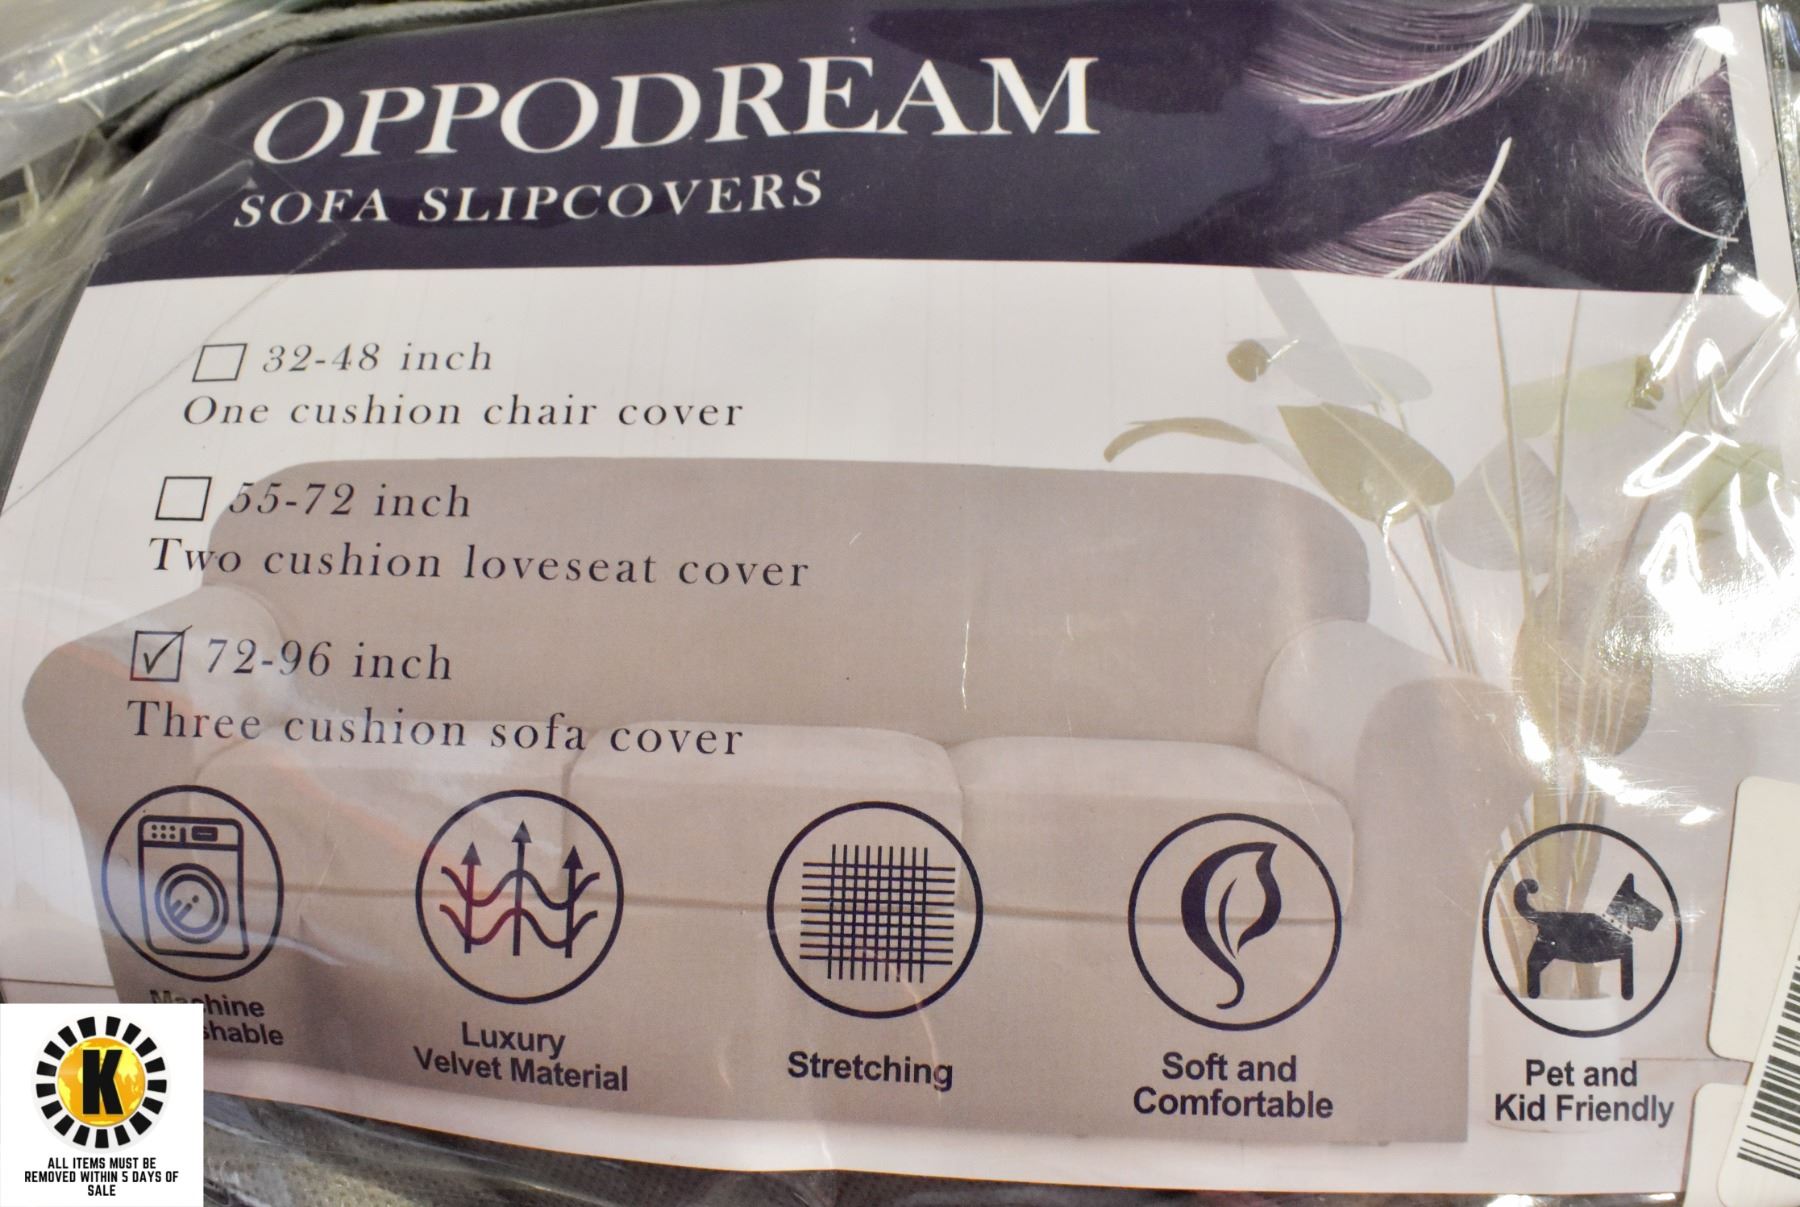 OPPODREAM
SOFA SLIPCOVERS
32-48 inch
One cushion chair cover
55-72 inch
Two cushion loveseat cover
72-96 inch
Three cushion sofa cover
Machine
Luxury
Velvet Material
Stretching
Soft and
Comfortable
Pet and
Kid Friendly
K
ALL ITEMS MUST BE
REMOVED WITHIN 5 DAYS OF
SALE